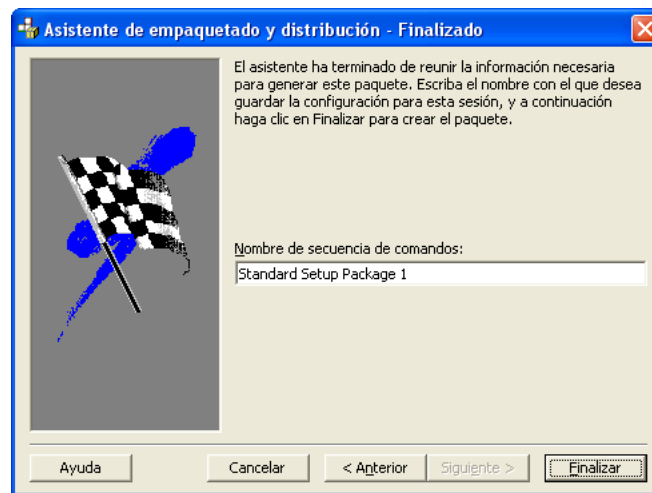 Asistente de empaquetado y distribución - Finalizado
El asistente ha terminado de reunir la información necesaria
para generar este paquete. Escriba el nombre con el que desea
guardar la configuración para esta sesión, y a continuación
haga clic en Finalizar para crear el paquete.
Nombre de secuencia de comandos:
Standard Setup Package 1
Ayuda
Cancelar
< Anterior
Siguiente >
Finalizar